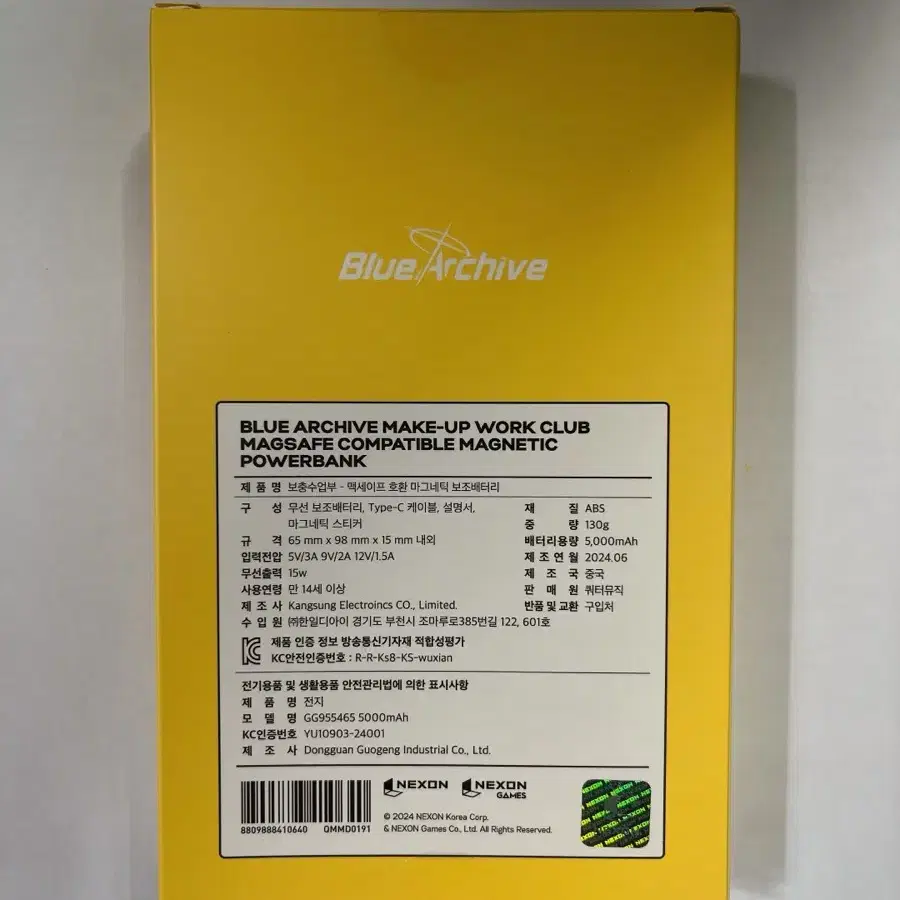 Blue Archive
BLUE ARCHIVE MAKE-UP WORK CLUB
MAGSAFE COMPATIBLE MAGNETIC
POWERBANK
제 품 명 보충수업부 - 맥세이프 호환 마그네틱 보조배터리
구 성 무선 보조배터리, Type-C 케이블, 설명서,
마그네틱 스티커
규 격 65 mm x 98 mm x 15 mm 내외
입력전압 5V/3A 9V/2A 12V/1.5A
무선출력 15w
사용연령 만 14세 이상
제 조 사 Kangsung Electroincs CO., Limited.
수 입 원 ㈜한일디아이 경기도 부천시 조마루로385번길 122, 601호
재 질 ABS
중 량 130g
배터리용량 5,000mAh
제 조 연 월 2024.06
제 조 국 중국
판 매 원 쿼터뮤직
반품 및 교환 구입처
제품 인증 정보 방송통신기자재 적합성평가
KC안전인증번호 : R-R-Ks8-KS-wuxian
전기용품 및 생활용품 안전관리법에 의한 표시사항
제 품 명 전지
모 델 명 GG955465 5000mAh
KC인증번호 YU10903-24001
제 조 사 Dongguan Guogeng Industrial Co., Ltd.
NEXON NEXON GAMES
© 2024 NEXON Korea Corp.
& NEXON Games Co., Ltd. All Rights Reserved.
8809888410640 QMMD0191
NEXON